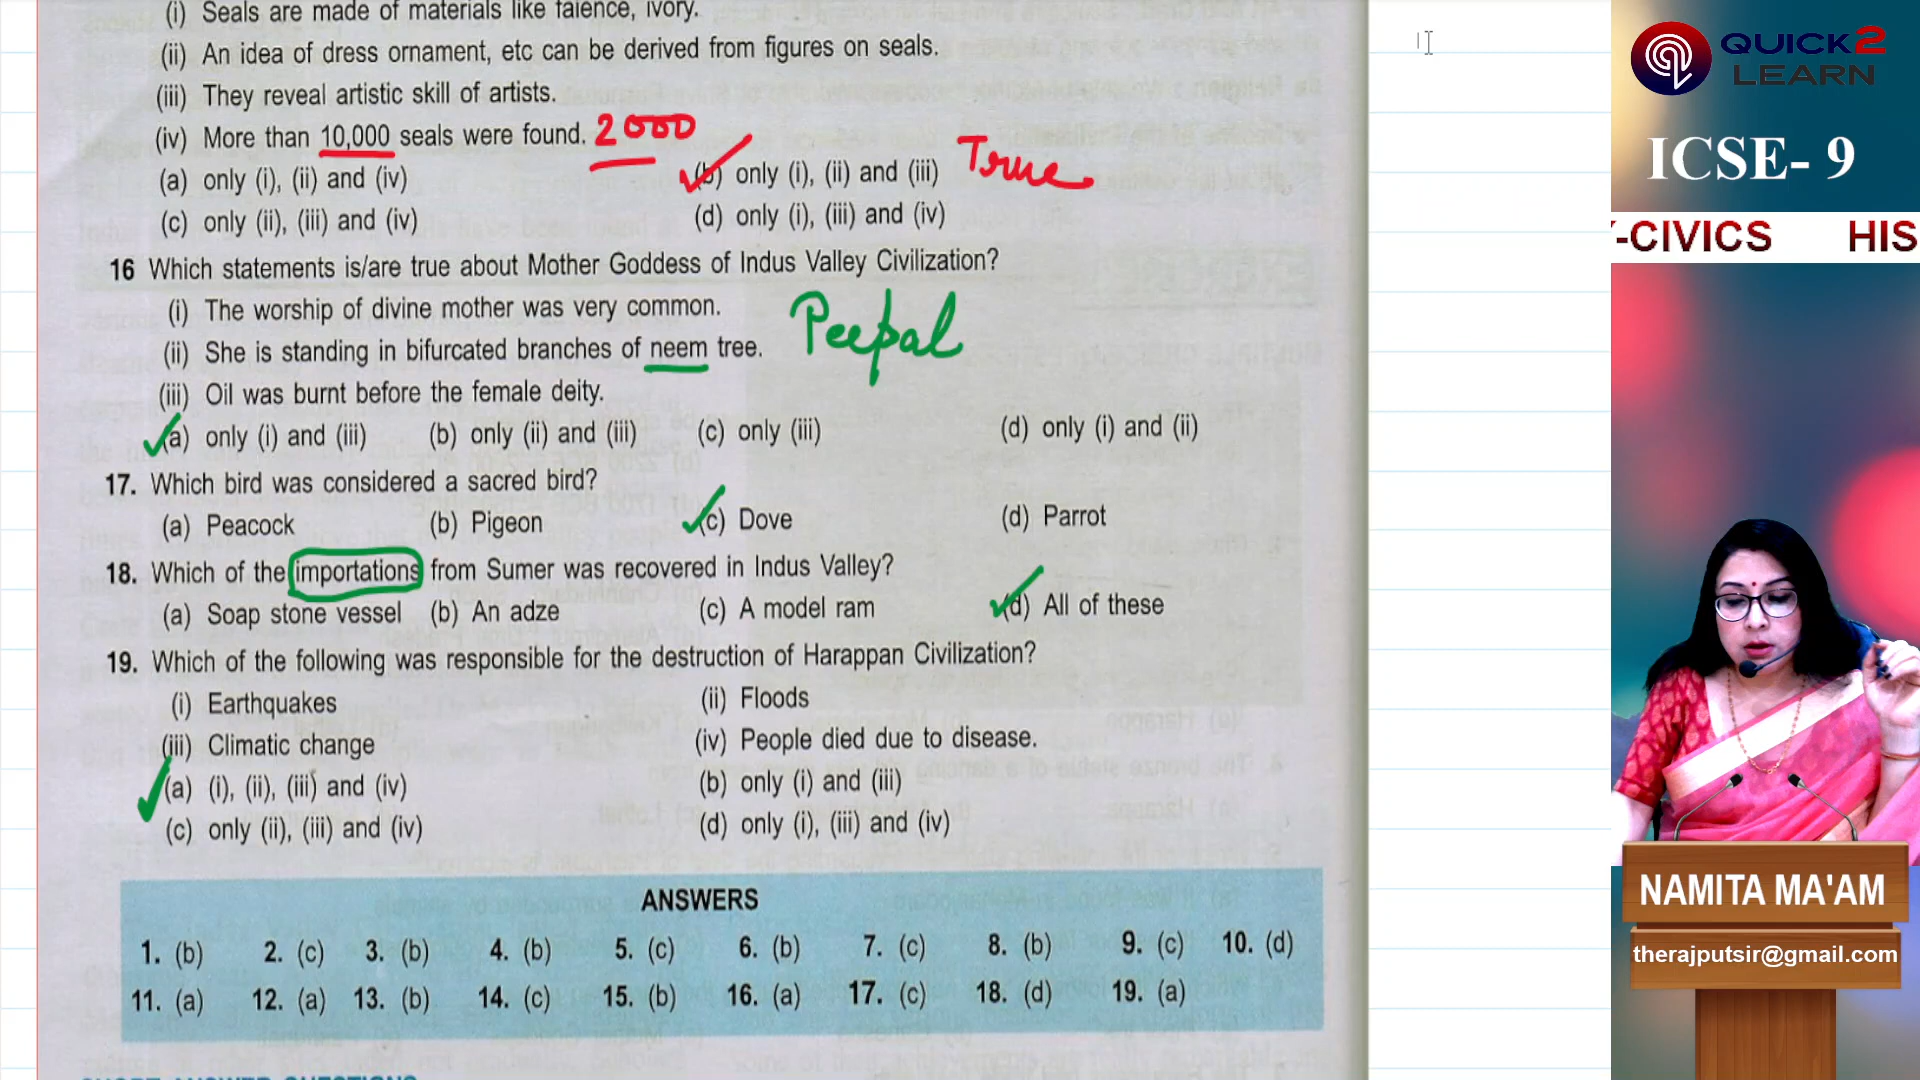 (i) Seals are made of materials like faience, ivory.
(ii) An idea of dress ornament, etc can be derived from figures on seals.
(iii) They reveal artistic skill of artists.
(iv) More than 10,000 seals were found. 2000
(a) only (i), (ii) and (iv) (b) only (i), (ii) and (iii) True
(c) only (ii), (iii) and (iv) (d) only (i), (iii) and (iv)
16 Which statements is/are true about Mother Goddess of Indus Valley Civilization?
(i) The worship of divine mother was very common.
(ii) She is standing in bifurcated branches of neem tree. Peepal
(iii) Oil was burnt before the female deity.
(a) only (i) and (iii) (b) only (ii) and (iii) (c) only (iii) (d) only (i) and (ii)
17. Which bird was considered a sacred bird?
(a) Peacock (b) Pigeon (c) Dove (d) Parrot
18. Which of the importations from Sumer was recovered in Indus Valley?
(a) Soap stone vessel (b) An adze (c) A model ram (d) All of these
19. Which of the following was responsible for the destruction of Harappan Civilization?
(i) Earthquakes (ii) Floods
(iii) Climatic change (iv) People died due to disease.
(a) (i), (ii), (iii) and (iv) (b) only (i) and (iii)
(c) only (ii), (iii) and (iv) (d) only (i), (iii) and (iv)
ANSWERS
1. (b) 2. (c) 3. (b) 4. (b) 5. (c) 6. (b) 7. (c) 8. (b) 9. (c) 10. (d)
11. (a) 12. (a) 13. (b) 14. (c) 15. (b) 16. (a) 17. (c) 18. (d) 19. (a)
QUICK2
LEARN
ICSE- 9
-CIVICS HIS
NAMITA MA'AM
therajputsir@gmail.com